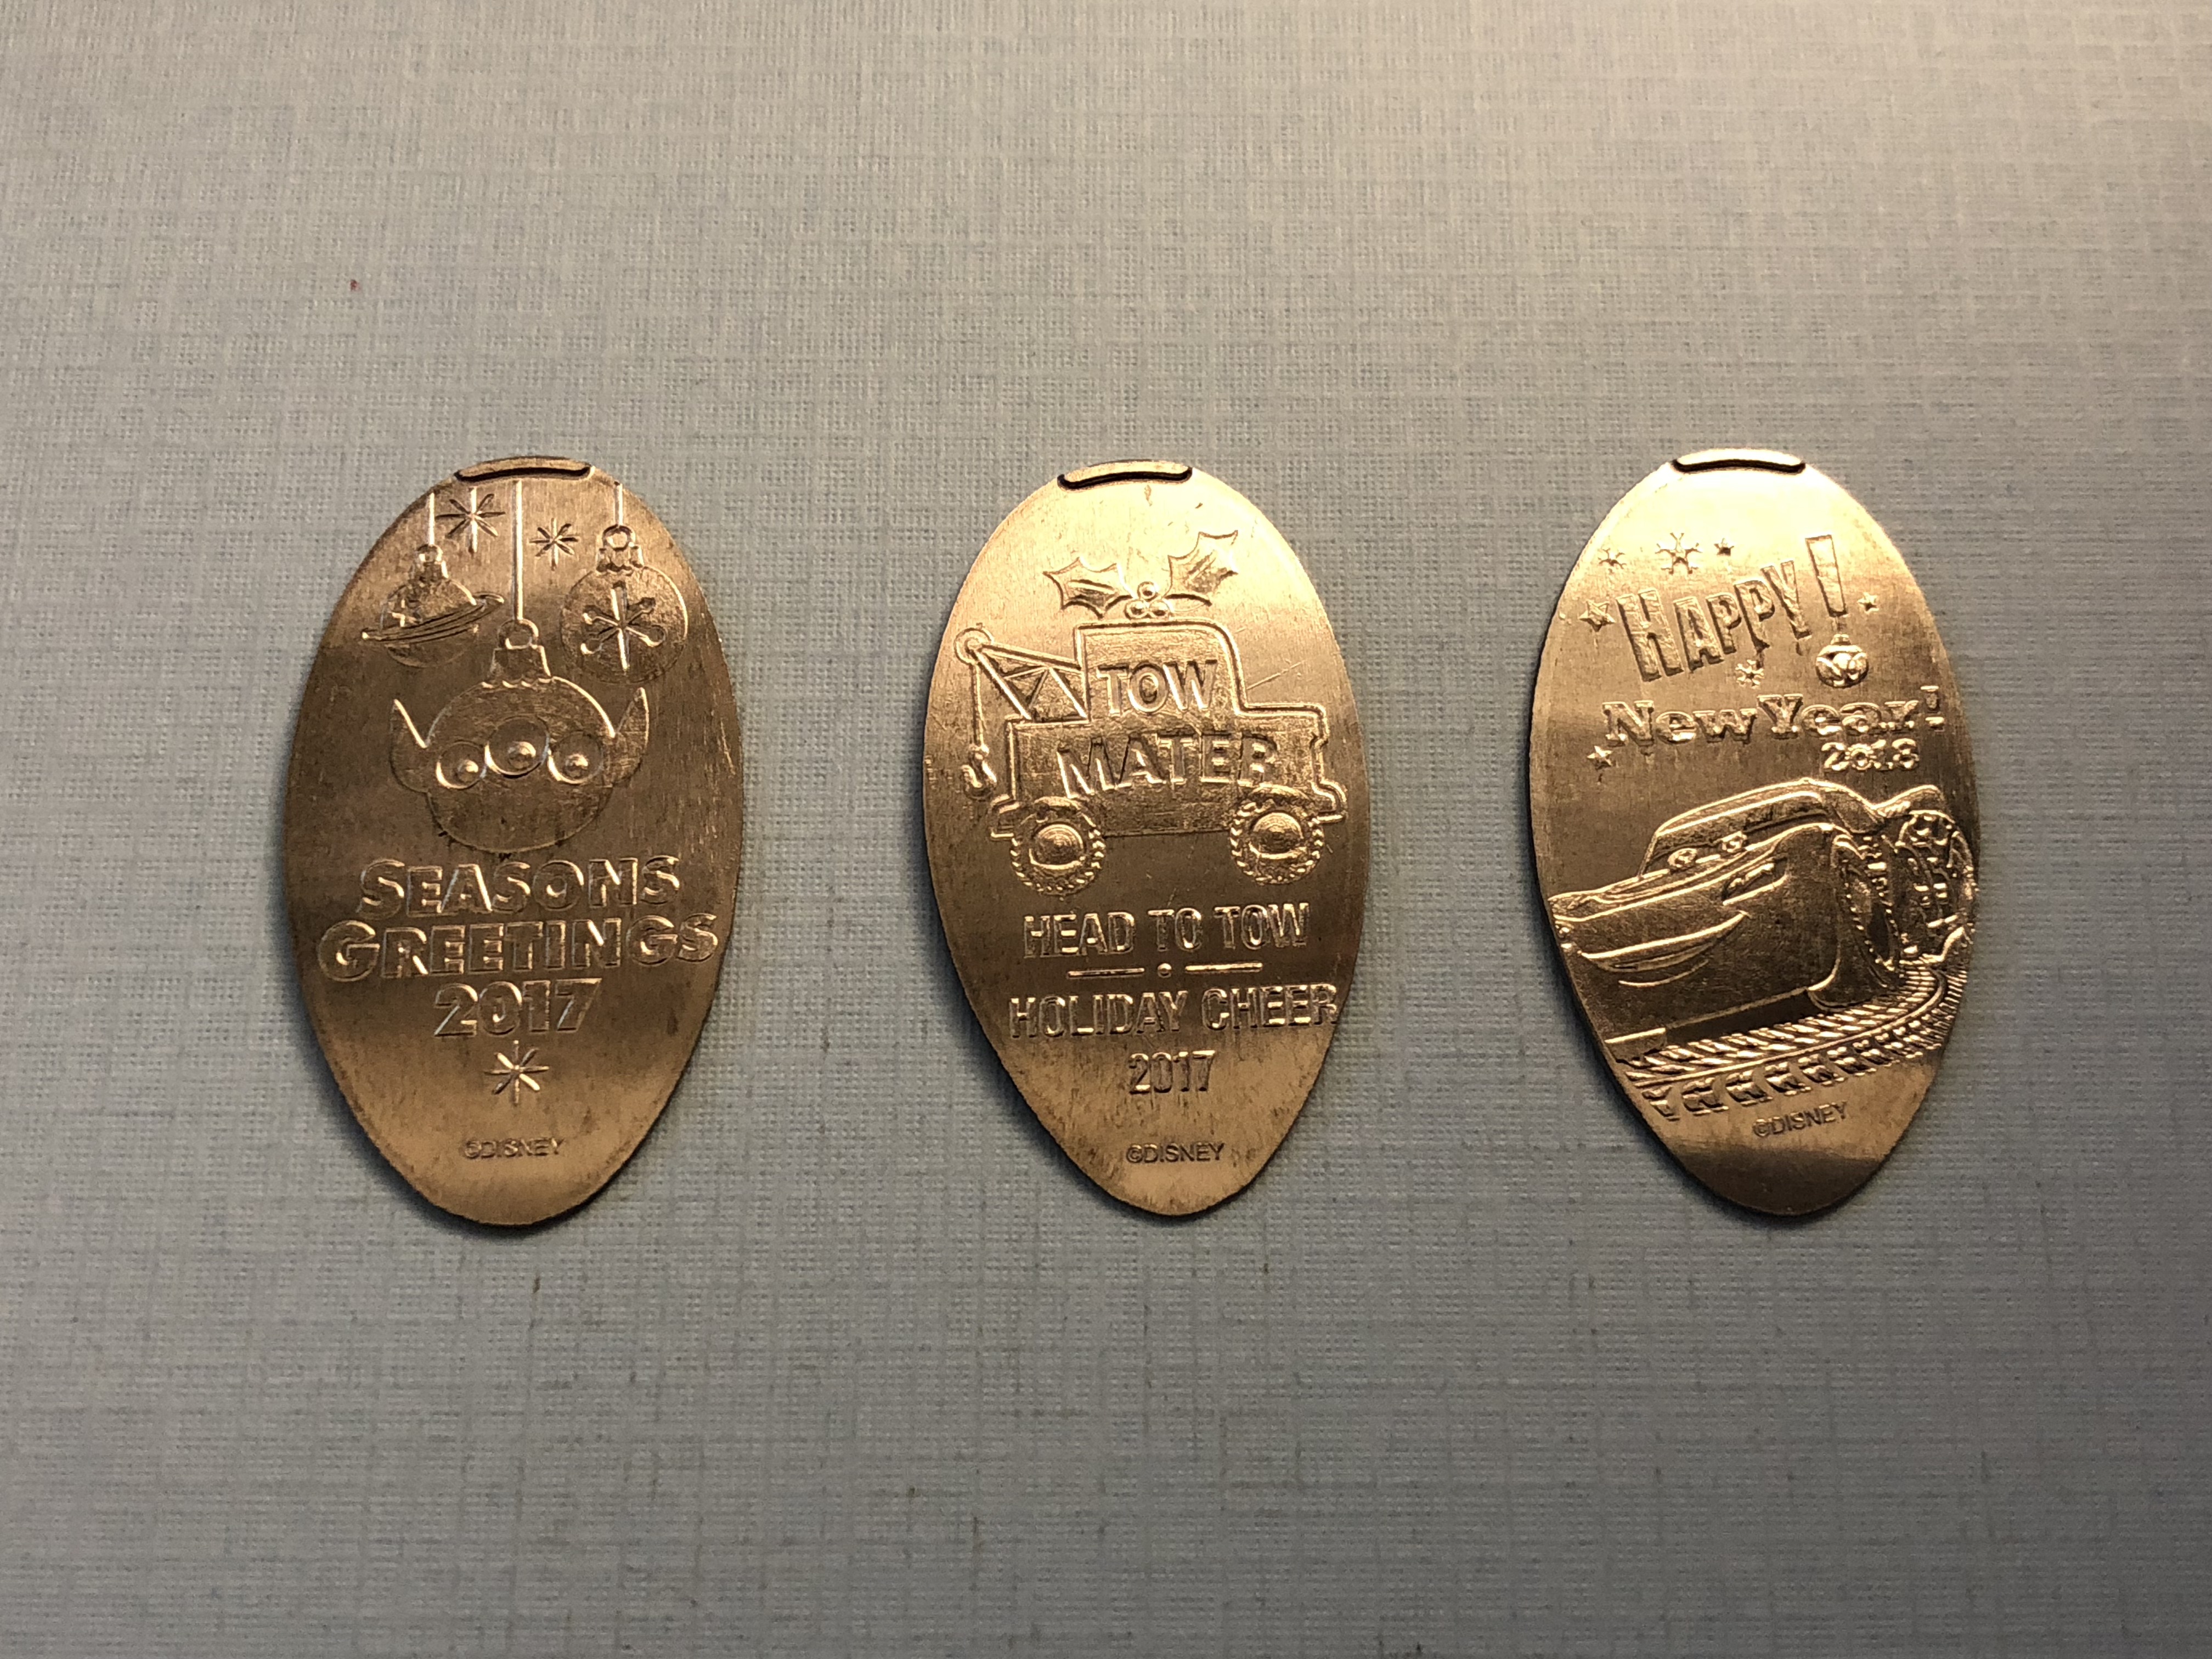 SEASONS
GREETINGS
2017
©DISNEY
TOW
MATER
HEAD TO TOW
HOLIDAY CHEER
2017
©DISNEY
HAPPY!
New Year!
2018
©DISNEY